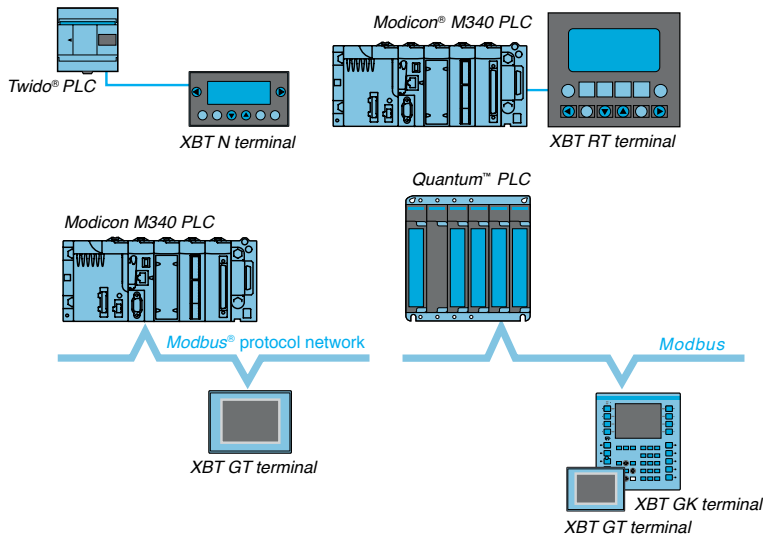 Modicon® M340 PLC
Twido® PLC
XBT N terminal
XBT RT terminal
Quantum™ PLC
Modicon M340 PLC
Modbus® protocol network
Modbus
XBT GT terminal
XBT GK terminal
XBT GT terminal